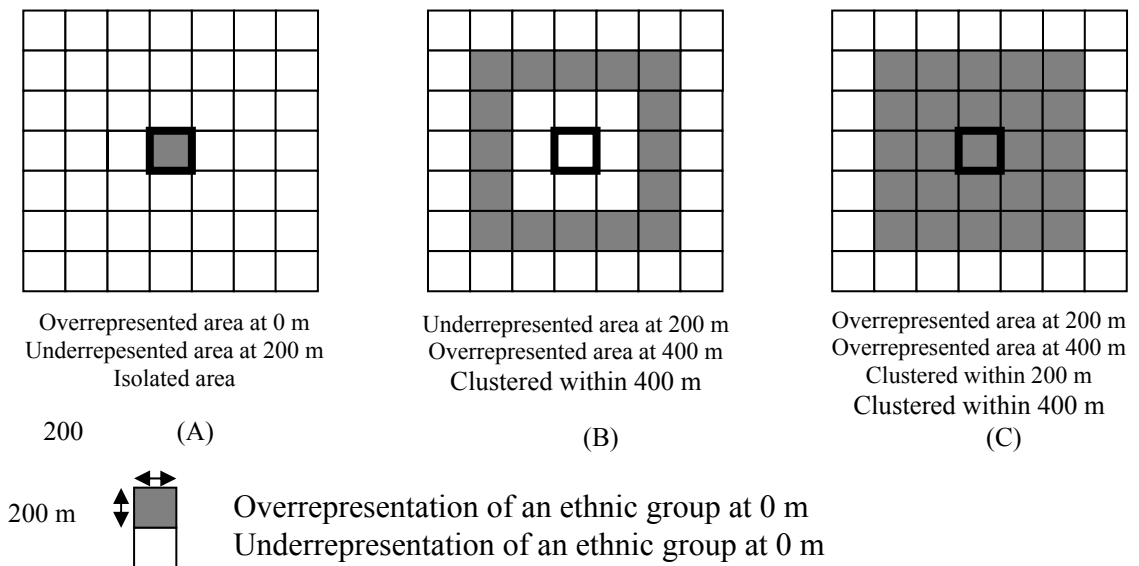 Overrepresented area at 0 m
Underrepesented area at 200 m
Isolated area
(A)
Underrepresented area at 200 m
Overrepresented area at 400 m
Clustered within 400 m
(B)
Overrepresented area at 200 m
Overrepresented area at 400 m
Clustered within 200 m
Clustered within 400 m
(C)
200
200 m
Overrepresentation of an ethnic group at 0 m
Underrepresentation of an ethnic group at 0 m